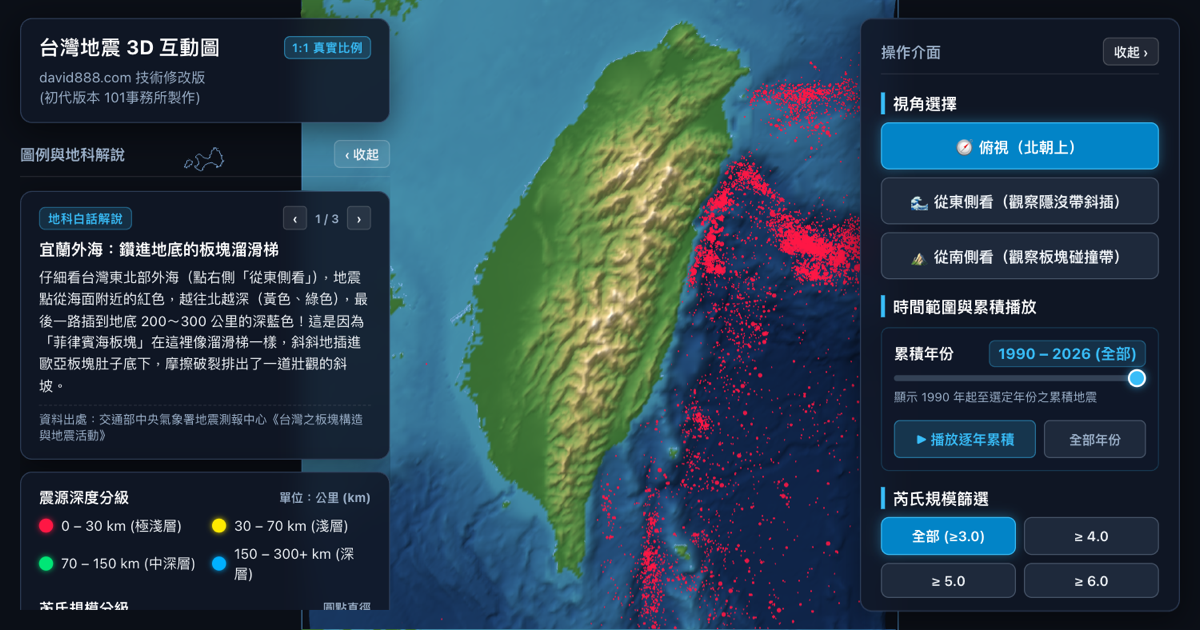 台灣地震 3D 互動圖
1:1 真實比例
david888.com 技術修改版
(初代版本 101事務所製作)
圖例與地科解說
‹ 收起
地科白話解說
‹ 1 / 3 ›
宜蘭外海：鑽進地底的板塊溜滑梯
仔細看台灣東北部外海（點右側「從東側看」），地震
點從海面附近的紅色，越往北越深（黃色、綠色），最
後一路插到地底 200～300 公里的深藍色！這是因為
「菲律賓海板塊」在這裡像溜滑梯一樣，斜斜地插進
歐亞板塊肚子底下，摩擦破裂排出了一道壯觀的斜
坡。
資料出處：交通部中央氣象署地震測報中心《台灣之板塊構造
與地震活動》
震源深度分級
單位：公里 (km)
0 – 30 km (極淺層)
30 – 70 km (淺層)
70 – 150 km (中深層)
150 – 300+ km (深
層)
芮氏規模分級
圓點直徑
操作介面
收起 ›
視角選擇
🧭 俯視（北朝上）
🌊 從東側看（觀察隱沒帶斜插）
⛰️ 從南側看（觀察板塊碰撞帶）
時間範圍與累積播放
累積年份
1990 – 2026 (全部)
顯示 1990 年起至選定年份之累積地震
▶ 播放逐年累積
全部年份
芮氏規模篩選
全部 (≥3.0)
≥ 4.0
≥ 5.0
≥ 6.0